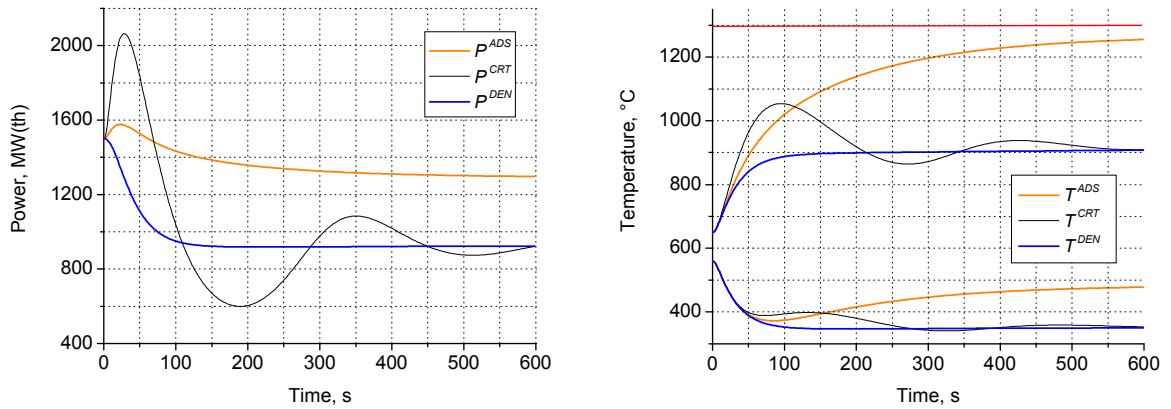 2000
1600
1200
800
400
Power, MW(th)
P^ADS
P^CRT
P^DEN
0 100 200 300 400 500 600
Time, s
1200
1000
800
600
400
Temperature, °C
T^ADS
T^CRT
T^DEN
0 100 200 300 400 500 600
Time, s